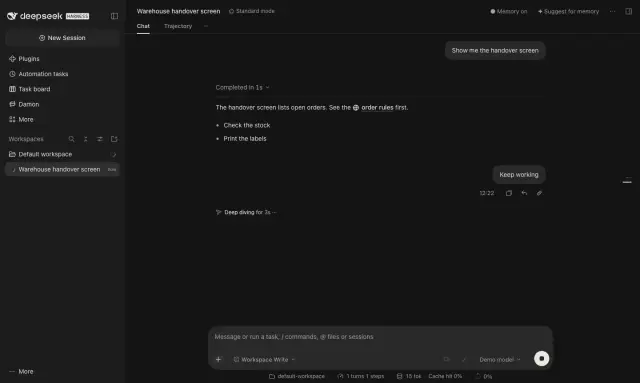 deepseek HARNESS
New Session
Plugins
Automation tasks
Task board
Damon
More
Workspaces
Default workspace
Warehouse handover screen
More
Warehouse handover screen
Standard mode
Memory on
Suggest for memory
Chat
Trajectory
Show me the handover screen
Completed in 1s
The handover screen lists open orders. See the order rules first.
• Check the stock
• Print the labels
Keep working
13:22
Deep diving for 3s
Message or run a task, / commands, @ files or sessions
Workspace Write
Demo model
default-workspace
1 turns 1 steps
13 tok
Cache hit 0%
0%